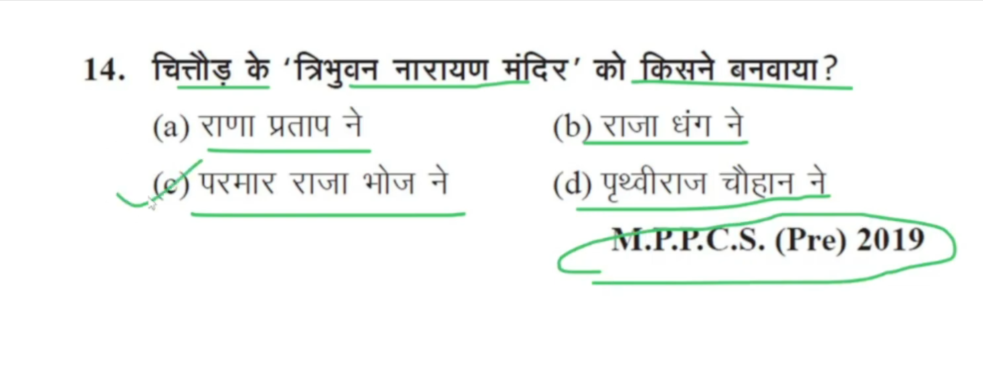 14. चित्तौड़ के ‘त्रिभुवन नारायण मंदिर’ को किसने बनवाया?
(a) राणा प्रताप ने (b) राजा धंग ने
(c) परमार राजा भोज ने (d) पृथ्वीराज चौहान ने
M.P.P.C.S. (Pre) 2019